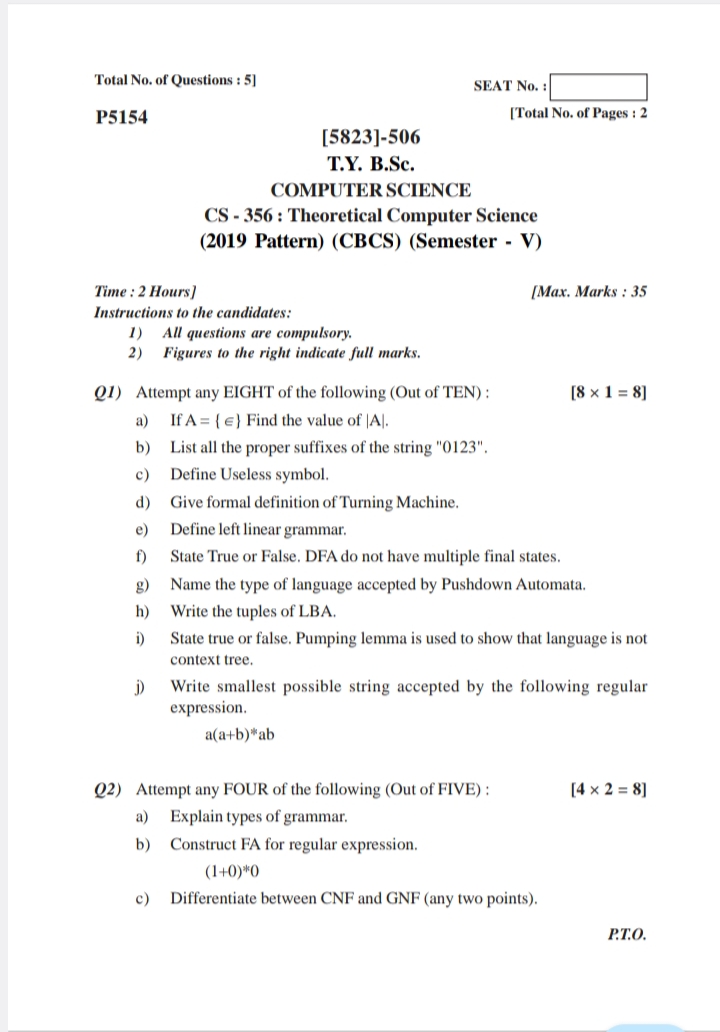 Total No. of Questions : 5]
SEAT No. :
P5154
[Total No. of Pages : 2
[5823]-506
T.Y. B.Sc.
COMPUTER SCIENCE
CS - 356 : Theoretical Computer Science
(2019 Pattern) (CBCS) (Semester - V)
Time : 2 Hours]
[Max. Marks : 35
Instructions to the candidates:
1) All questions are compulsory.
2) Figures to the right indicate full marks.
Q1) Attempt any EIGHT of the following (Out of TEN) : [8 × 1 = 8]
a) If A = { ∈} Find the value of |A|.
b) List all the proper suffixes of the string "0123".
c) Define Useless symbol.
d) Give formal definition of Turning Machine.
e) Define left linear grammar.
f) State True or False. DFA do not have multiple final states.
g) Name the type of language accepted by Pushdown Automata.
h) Write the tuples of LBA.
i) State true or false. Pumping lemma is used to show that language is not
context tree.
j) Write smallest possible string accepted by the following regular
expression.
a(a+b)*ab
Q2) Attempt any FOUR of the following (Out of FIVE) : [4 × 2 = 8]
a) Explain types of grammar.
b) Construct FA for regular expression.
(1+0)*0
c) Differentiate between CNF and GNF (any two points).
P.T.O.